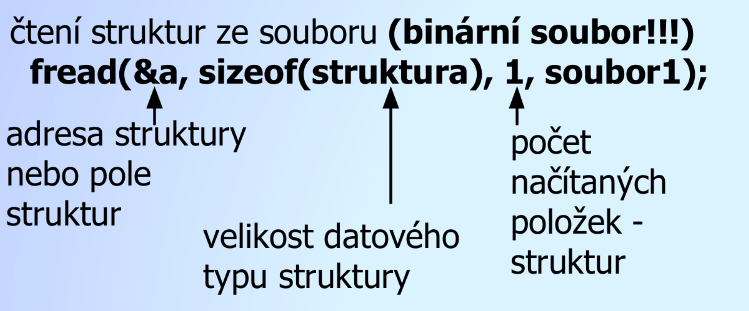 čtení struktur ze souboru (binární soubor!!!)
fread(&a, sizeof(struktura), 1, soubor1);
adresa struktury
nebo pole
struktur
velikost datového
typu struktury
počet
načítaných
položek -
struktur